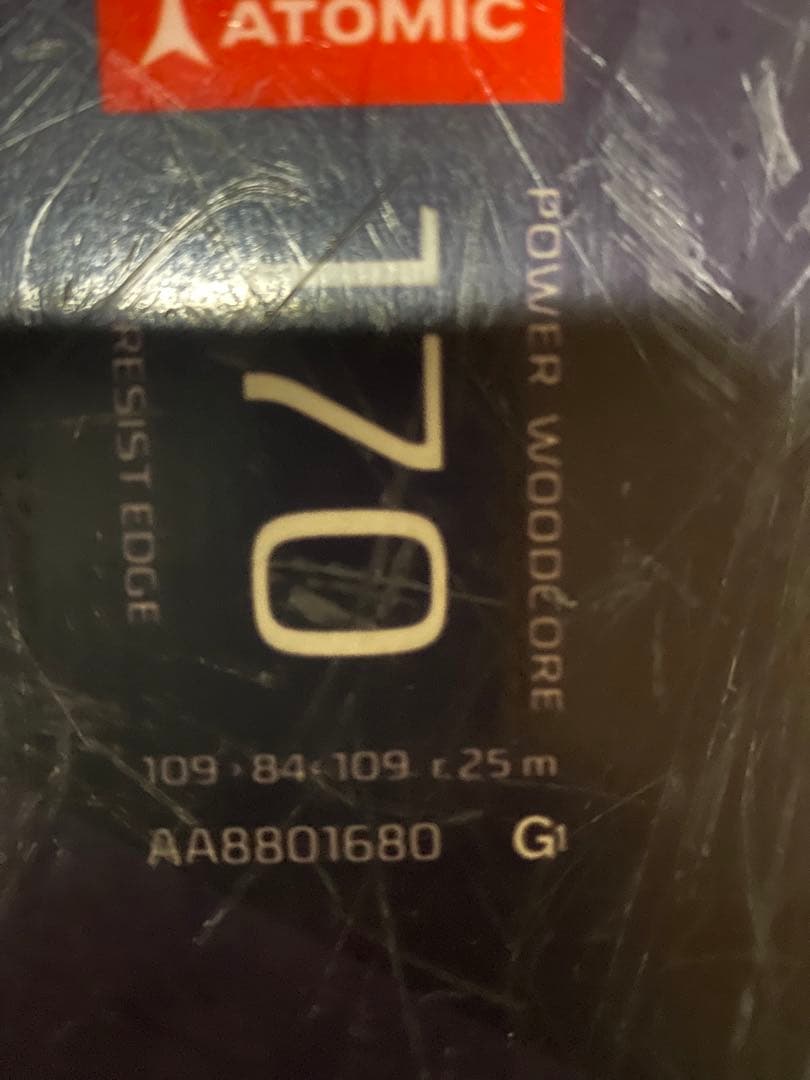 ATOMIC
POWER WOODCORE
170
RESIST EDGE
109 › 84 ‹ 109 r. 25 m
AA8801680 G1